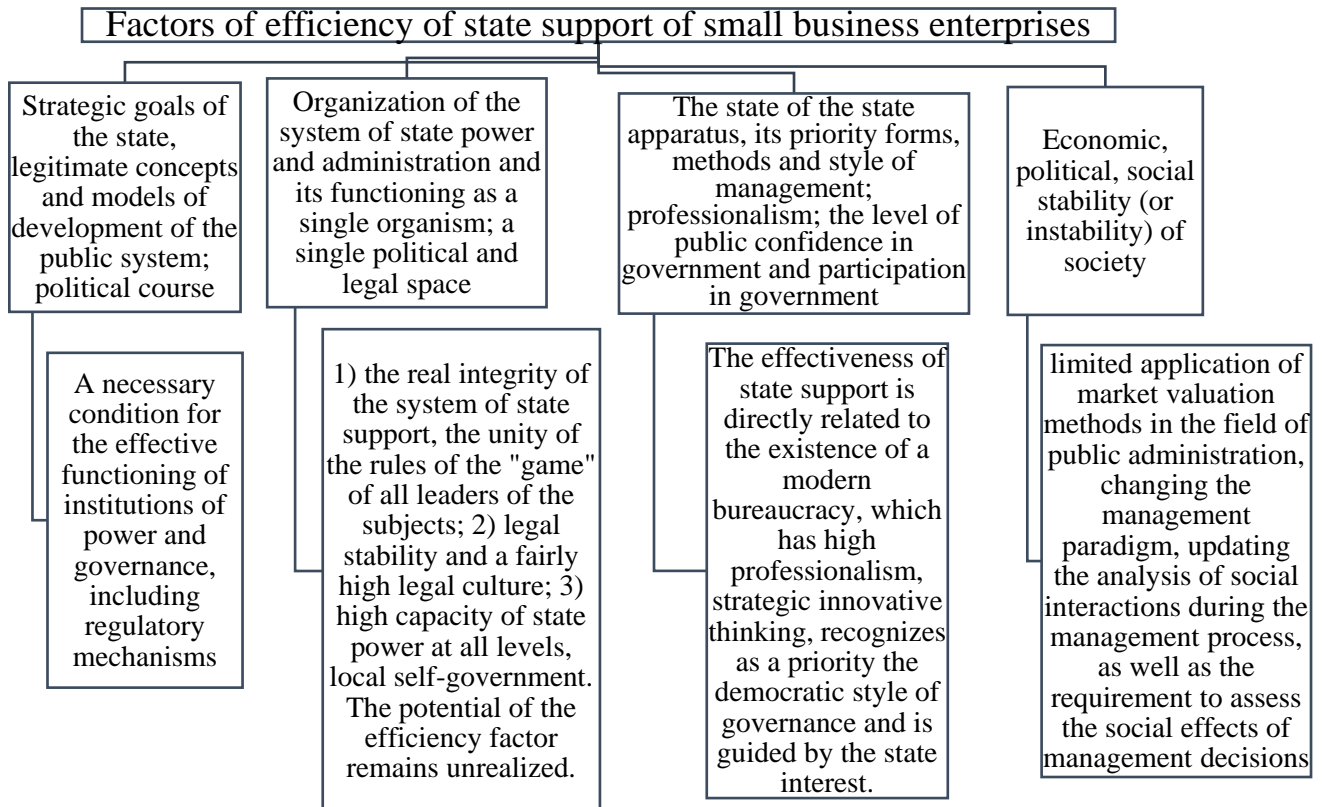 Factors of efficiency of state support of small business enterprises
Strategic goals of
the state,
legitimate concepts
and models of
development of the
public system;
political course
A necessary
condition for
the effective
functioning of
institutions of
power and
governance,
including
regulatory
mechanisms
Organization of the
system of state power
and administration and
its functioning as a
single organism; a
single political and
legal space
1) the real integrity of
the system of state
support, the unity of
the rules of the "game"
of all leaders of the
subjects; 2) legal
stability and a fairly
high legal culture; 3)
high capacity of state
power at all levels,
local self-government.
The potential of the
efficiency factor
remains unrealized.
The state of the state
apparatus, its priority forms,
methods and style of
management;
professionalism; the level of
public confidence in
government and participation
in government
The effectiveness of
state support is
directly related to
the existence of a
modern
bureaucracy, which
has high
professionalism,
strategic innovative
thinking, recognizes
as a priority the
democratic style of
governance and is
guided by the state
interest.
Economic,
political, social
stability (or
instability) of
society
limited application of
market valuation
methods in the field of
public administration,
changing the
management
paradigm, updating
the analysis of social
interactions during the
management process,
as well as the
requirement to assess
the social effects of
management decisions